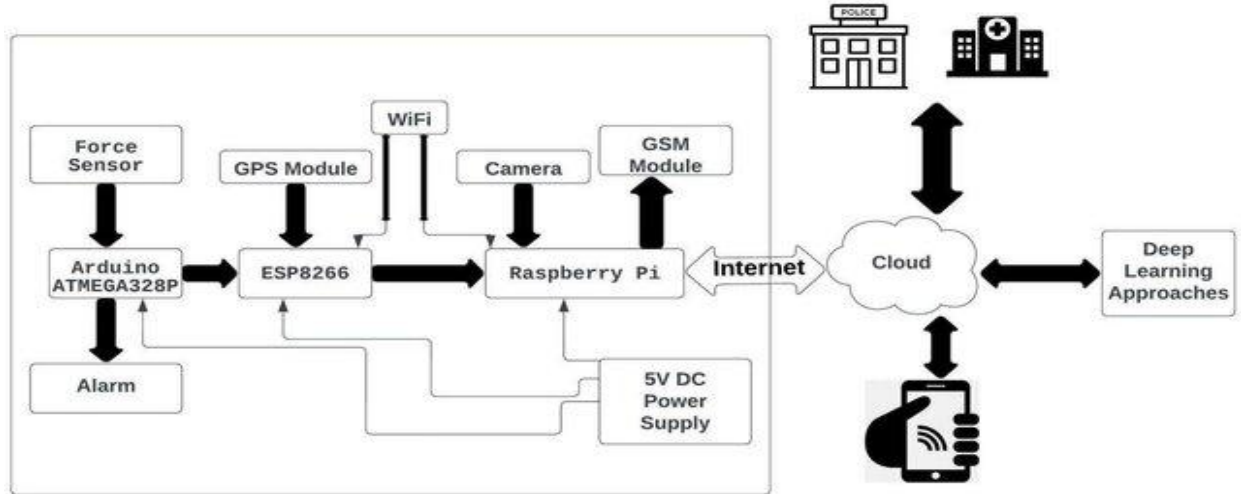 POLICE
WiFi
Force
Sensor
GPS Module
Camera
GSM
Module
Arduino
ATMEGA328P
ESP8266
Raspberry Pi
Internet
Cloud
Deep
Learning
Approaches
Alarm
5V DC
Power
Supply